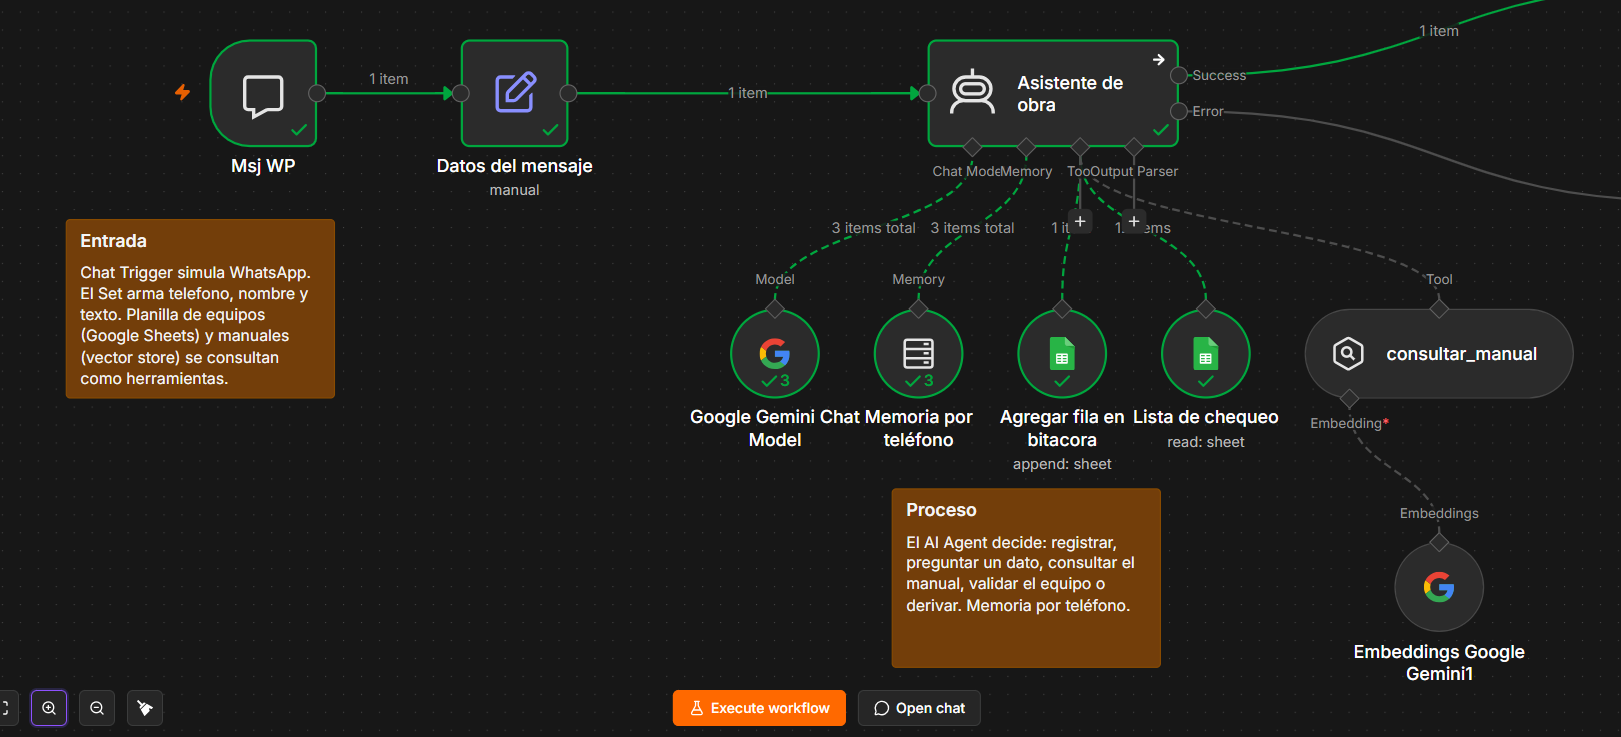 1 item
1 item
1 item
Asistente de
obra
Success
Error
Msj WP
Datos del mensaje
manual
Chat Mode
Memory
Too
Output Parser
3 items total
3 items total
Model
Memory
Tool
Entrada
Chat Trigger simula WhatsApp.
El Set arma telefono, nombre y
texto. Planilla de equipos
(Google Sheets) y manuales
(vector store) se consultan
como herramientas.
consultar_manual
3
3
Google Gemini Chat
Model
Memoria por
teléfono
Agregar fila en
bitacora
append: sheet
Lista de chequeo
read: sheet
Embedding*
Embeddings
Proceso
El AI Agent decide: registrar,
preguntar un dato, consultar el
manual, validar el equipo o
derivar. Memoria por teléfono.
Embeddings Google
Gemini1
Execute workflow
Open chat